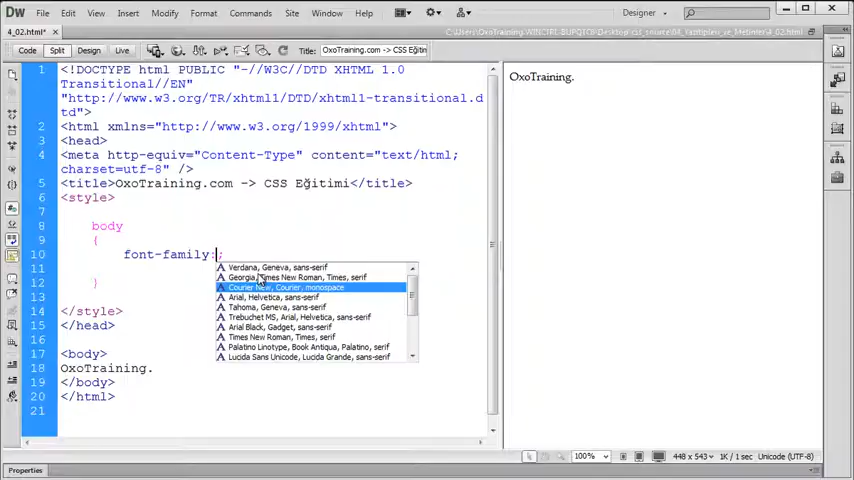 Dw File Edit View Insert Modify Format Commands Site Window Help Designer
4_02.html* ×
Code Split Design Live Title: OxoTraining.com -> CSS Eğitim
1 <!DOCTYPE html PUBLIC "-//W3C//DTD XHTML 1.0
Transitional//EN"
"http://www.w3.org/TR/xhtml1/DTD/xhtml1-transitional.d
td">
2 <html xmlns="http://www.w3.org/1999/xhtml">
3 <head>
4 <meta http-equiv="Content-Type" content="text/html;
charset=utf-8" />
5 <title>OxoTraining.com -> CSS Eğitimi</title>
6 <style>
7
8 body
9 {
10 font-family:;
11
12 }
13
14 </style>
15 </head>
16
17 <body>
18 OxoTraining.
19 </body>
20 </html>
21
Verdana, Geneva, sans-serif
Georgia, Times New Roman, Times, serif
Courier New, Courier, monospace
Arial, Helvetica, sans-serif
Tahoma, Geneva, sans-serif
Trebuchet MS, Arial, Helvetica, sans-serif
Arial Black, Gadget, sans-serif
Times New Roman, Times, serif
Palatino Linotype, Book Antiqua, Palatino, serif
Lucida Sans Unicode, Lucida Grande, sans-serif
OxoTraining.
100% 448 x 543 1K / 1 sec Unicode (UTF-8)
Properties